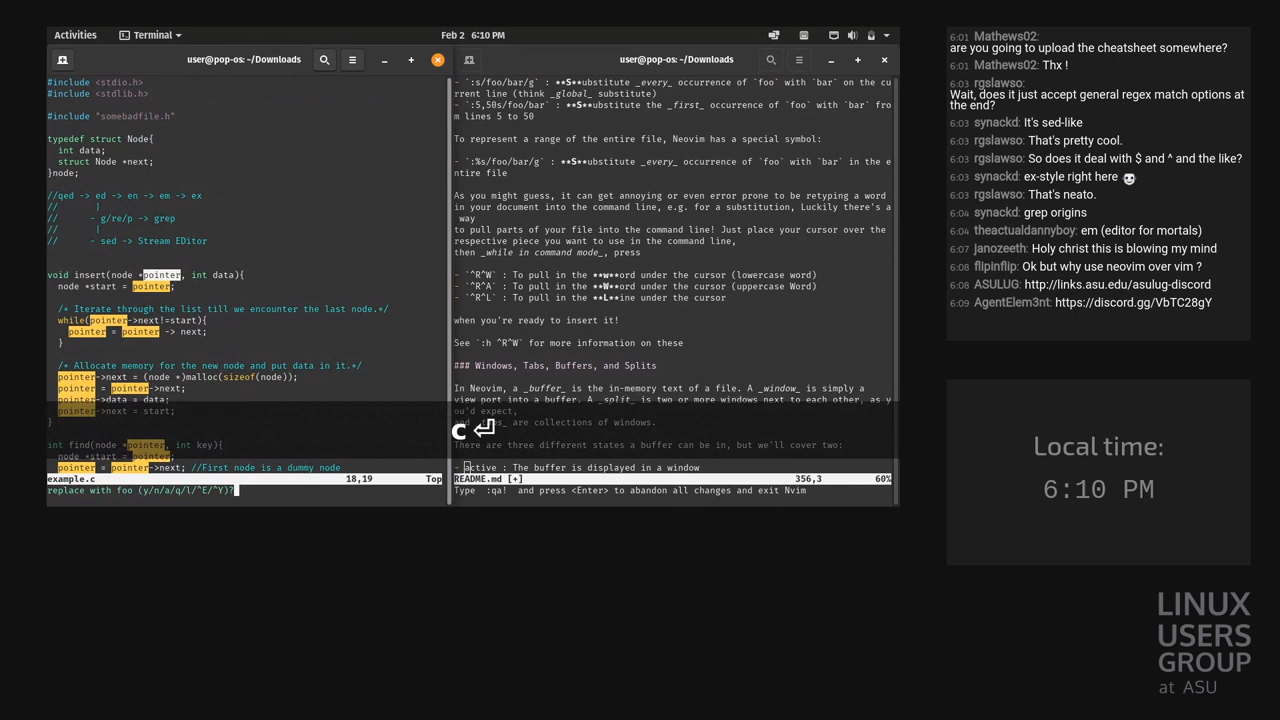 Activities
Terminal
Feb 2  6:10 PM
user@pop-os: ~/Downloads
#include <stdio.h>
#include <stdlib.h>
#include "somebadfile.h"
typedef struct Node{
int data;
struct Node *next;
}node;
//qed -> ed -> en -> em -> ex
//       |
//      - g/re/p -> grep
//       |
//      - sed -> Stream EDitor
void insert(node *pointer, int data){
node *start = pointer;
/* Iterate through the list till we encounter the last node.*/
while(pointer->next!=start){
pointer = pointer -> next;
}
/* Allocate memory for the new node and put data in it.*/
pointer->next = (node *)malloc(sizeof(node));
pointer = pointer->next;
pointer->data = data;
pointer->next = start;
}
int find(node *pointer, int key){
node *start = pointer;
pointer = pointer->next; //First node is a dummy node
example.c 18,19 Top
replace with foo (y/n/a/q/l/^E/^Y)?
user@pop-os: ~/Downloads
- `:s/foo/bar/g` : **S**ubstitute _every_ occurrence of `foo` with `bar` on the cu
rrent line (think _global_ substitute)
- `:5,50s/foo/bar` : **S**ubstitute the _first_ occurrence of `foo` with `bar` fro
m lines 5 to 50
To represent a range of the entire file, Neovim has a special symbol:
- `:%s/foo/bar/g` : **S**ubstitute _every_ occurrence of `foo` with `bar` in the e
ntire file
As you might guess, it can get annoying or even error prone to be retyping a word
in your document into the command line, e.g. for a substitution, Luckily there's a
way
to pull parts of your file into the command line! Just place your cursor over the
respective piece you want to use in the command line,
then _while in command mode_, press
- `^R^W` : To pull in the **w**ord under the cursor (lowercase word)
- `^R^A` : To pull in the **W**ord under the cursor (uppercase Word)
- `^R^L` : To pull in the **L**ine under the cursor
when you're ready to insert it!
See `:h ^R^W` for more information on these
### Windows, Tabs, Buffers, and Splits
In Neovim, a _buffer_ is the in-memory text of a file. A _window_ is simply a
view port into a buffer. A _split_ is two or more windows next to each other, as y
ou'd expect,
and _tabs_ are collections of windows.
There are three different states a buffer can be in, but we'll cover two:
- active : The buffer is displayed in a window
README.md [+] 356,3 60%
Type  :qa!  and press <Enter> to abandon all changes and exit Nvim
c ⏎
6:01 Mathews02:
are you going to upload the cheatsheet somewhere?
6:01 Mathews02: Thx !
6:03 rgslawso:
Wait, does it just accept general regex match options at
the end?
6:03 synackd: It's sed-like
6:03 rgslawso: That's pretty cool.
6:03 rgslawso: So does it deal with $ and ^ and the like?
6:03 synackd: ex-style right here
6:03 rgslawso: That's neato.
6:04 synackd: grep origins
6:04 theactualdannyboy: em (editor for mortals)
6:07 janozeeth: Holy christ this is blowing my mind
6:08 flipinflip: Ok but why use neovim over vim ?
6:08 ASULUG: http://links.asu.edu/asulug-discord
6:09 AgentElem3nt: https://discord.gg/VbTC28gY
Local time:
6:10 PM
LINUX
USERS
GROUP
at ASU